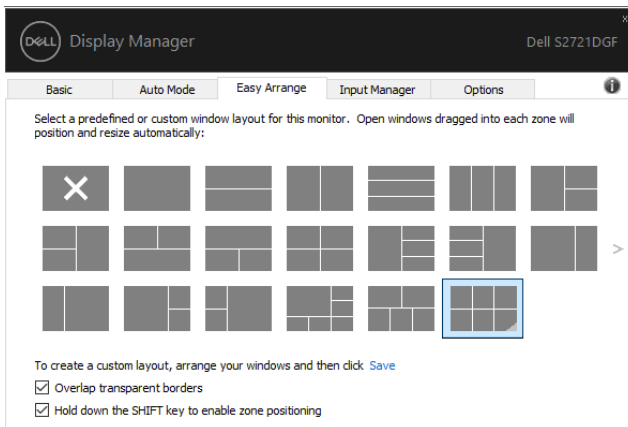 x
DELL Display Manager Dell S2721DGF
Basic Auto Mode Easy Arrange Input Manager Options i
Select a predefined or custom window layout for this monitor. Open windows dragged into each zone will
position and resize automatically:
>
To create a custom layout, arrange your windows and then click Save
Overlap transparent borders
Hold down the SHIFT key to enable zone positioning